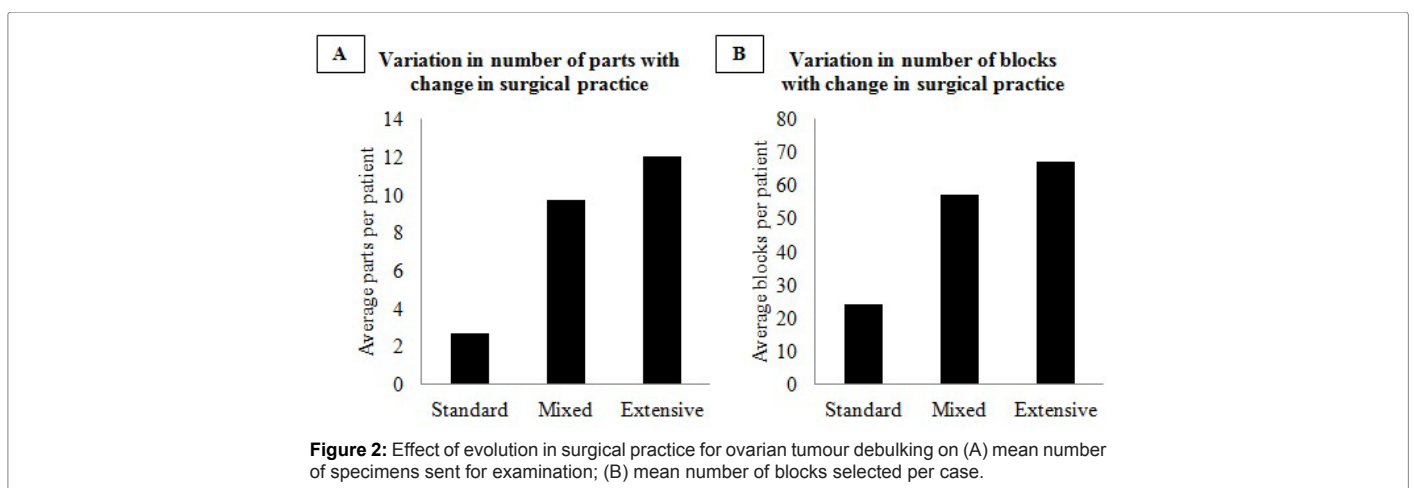 A
Variation in number of parts with
change in surgical practice
14
12
10
8
6
4
2
0
Average parts per patient
Standard Mixed Extensive
B
Variation in number of blocks
with change in surgical practice
80
70
60
50
40
30
20
10
0
Average blocks per patient
Standard Mixed Extensive
Figure 2: Effect of evolution in surgical practice for ovarian tumour debulking on (A) mean number
of specimens sent for examination; (B) mean number of blocks selected per case.